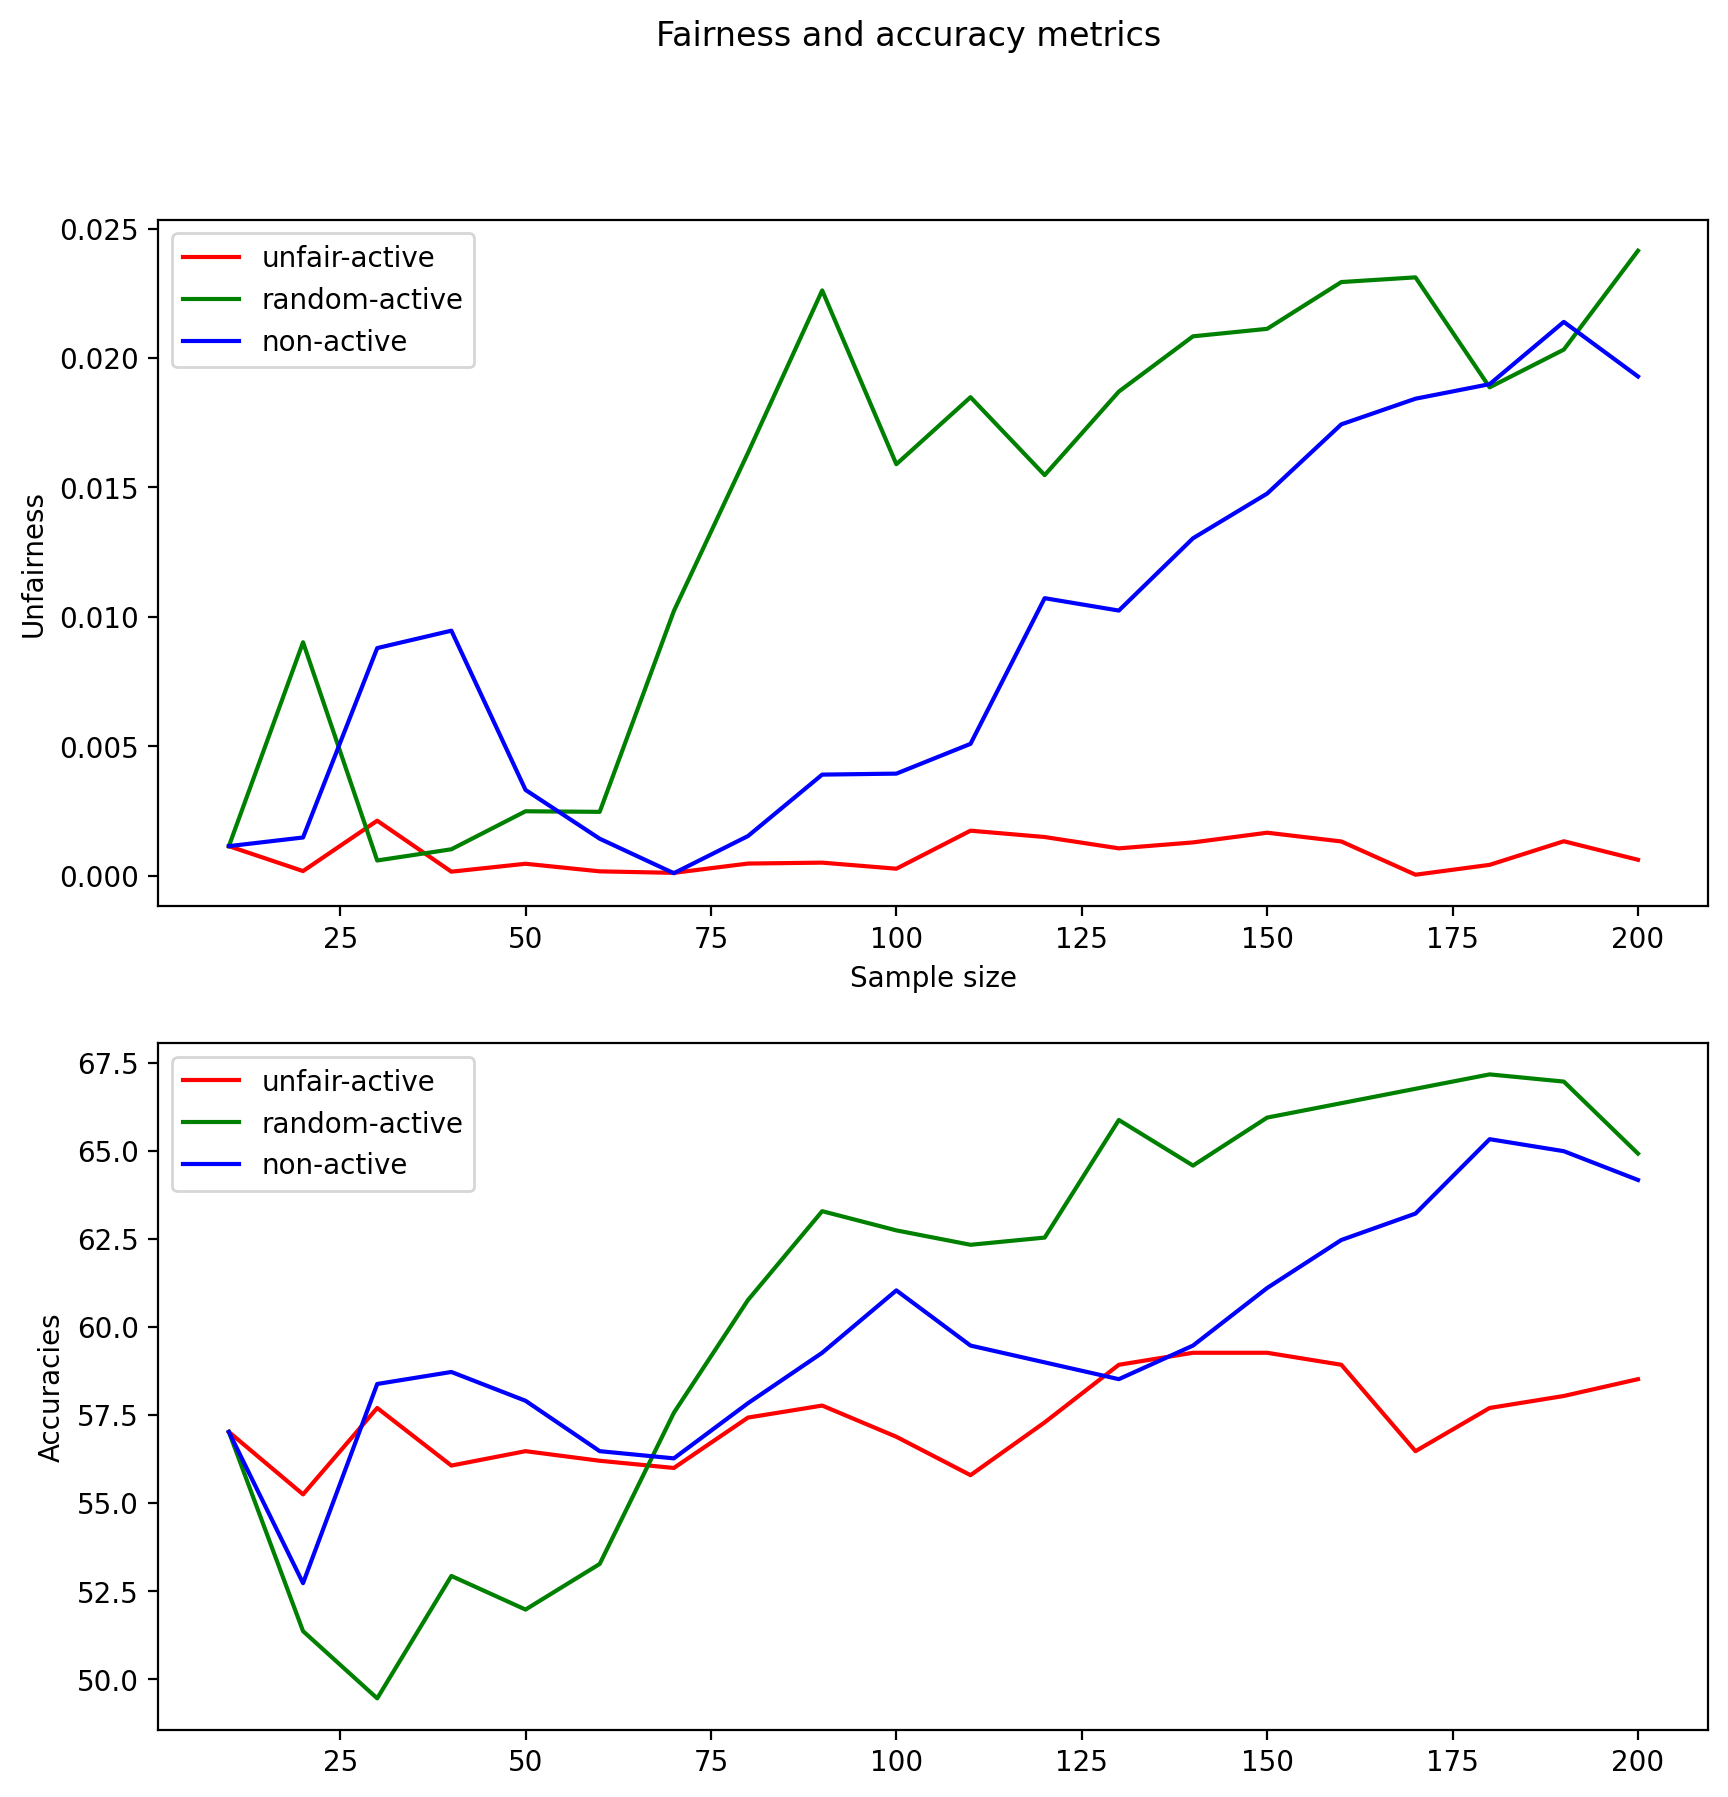 Fairness and accuracy metrics
0.025
0.020
0.015
0.010
0.005
0.000
Unfairness
unfair-active
random-active
non-active
25 50 75 100 125 150 175 200
Sample size
67.5
65.0
62.5
60.0
57.5
55.0
52.5
50.0
Accuracies
unfair-active
random-active
non-active
25 50 75 100 125 150 175 200